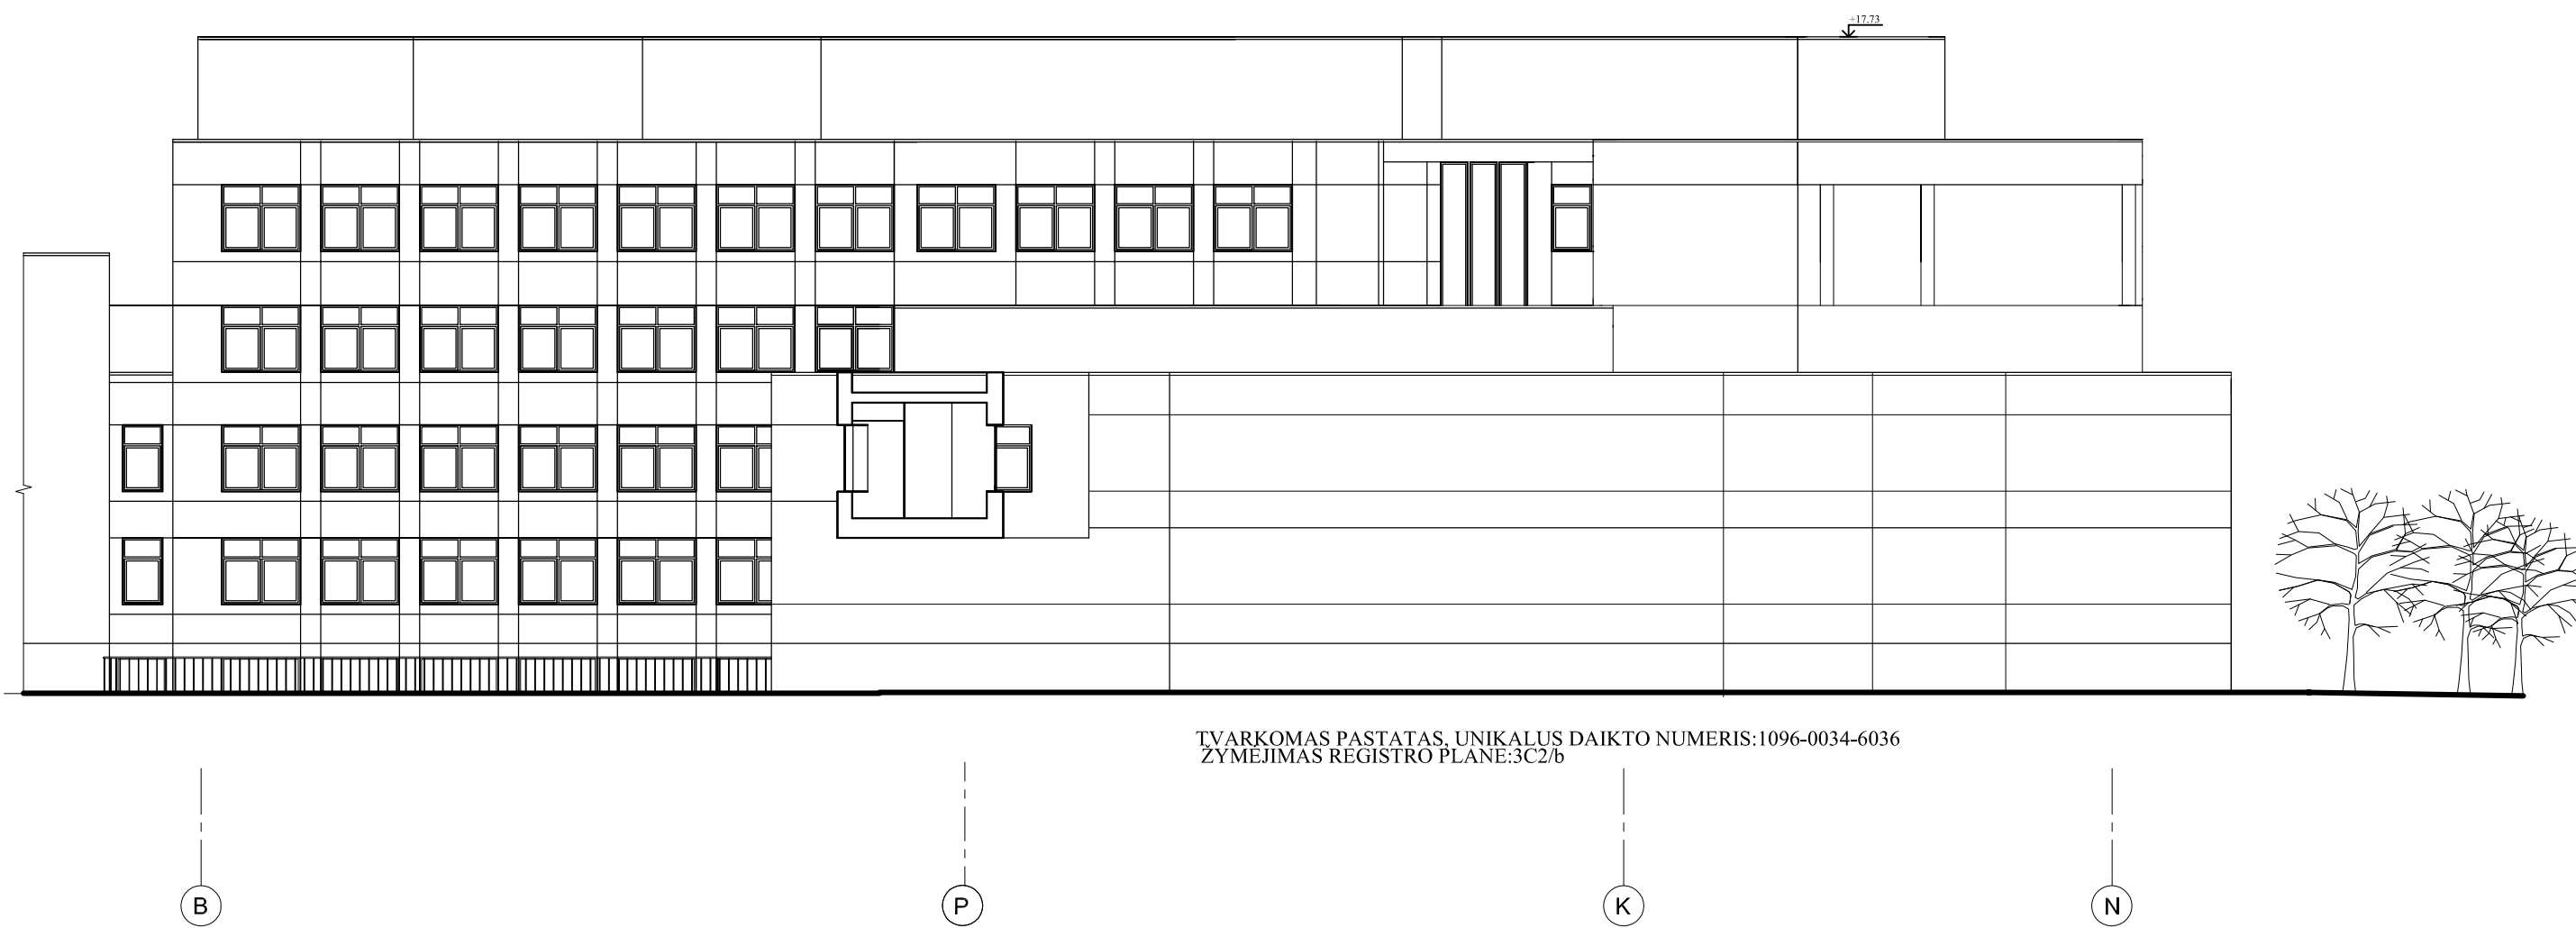 +17.73
TVARKOMAS PASTATAS, UNIKALUS DAIKTO NUMERIS:1096-0034-6036
ŽYMĖJIMAS REGISTRO PLANE:3C2/b
B P K N